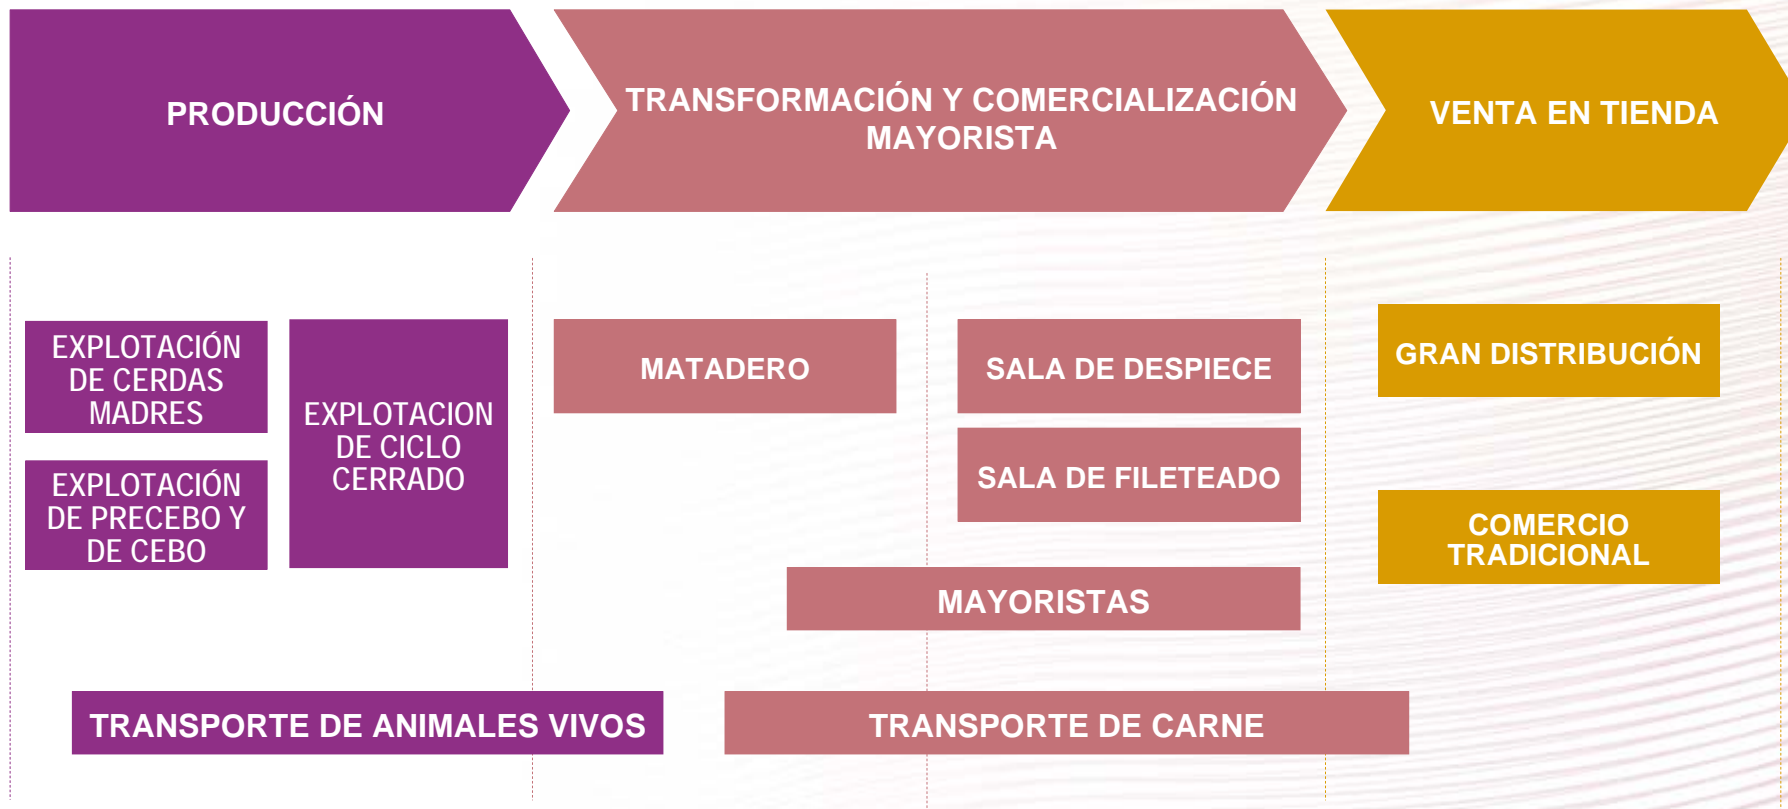 PRODUCCIÓN
TRANSFORMACIÓN Y COMERCIALIZACIÓN
MAYORISTA
VENTA EN TIENDA
EXPLOTACIÓN
DE CERDAS
MADRES
EXPLOTACIÓN
DE PRECEBO Y
DE CEBO
EXPLOTACION
DE CICLO
CERRADO
MATADERO
SALA DE DESPIECE
SALA DE FILETEADO
MAYORISTAS
GRAN DISTRIBUCIÓN
COMERCIO
TRADICIONAL
TRANSPORTE DE ANIMALES VIVOS
TRANSPORTE DE CARNE